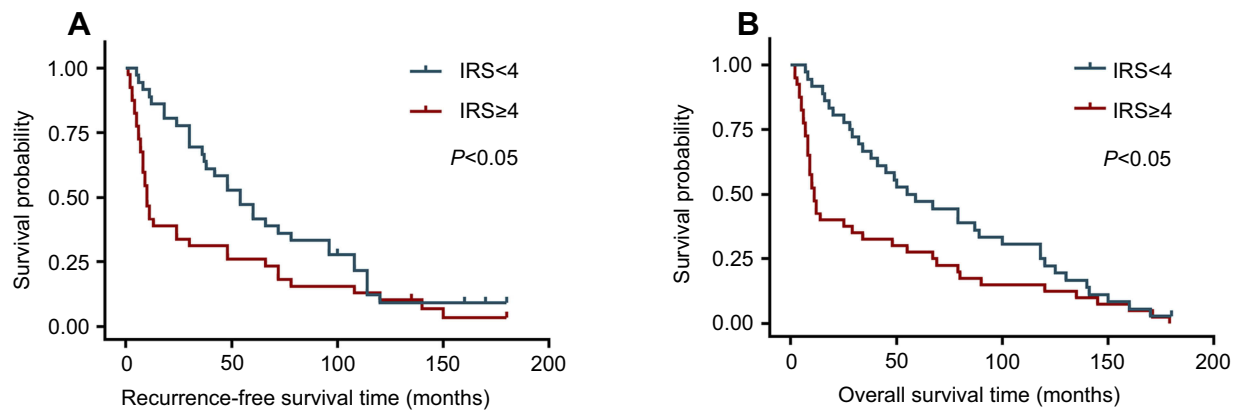 A
Survival probability
1.00
0.75
0.50
0.25
0.00
IRS<4
IRS≥4
P<0.05
0 50 100 150 200
Recurrence-free survival time (months)
B
Survival probability
1.00
0.75
0.50
0.25
0.00
IRS<4
IRS≥4
P<0.05
0 50 100 150 200
Overall survival time (months)